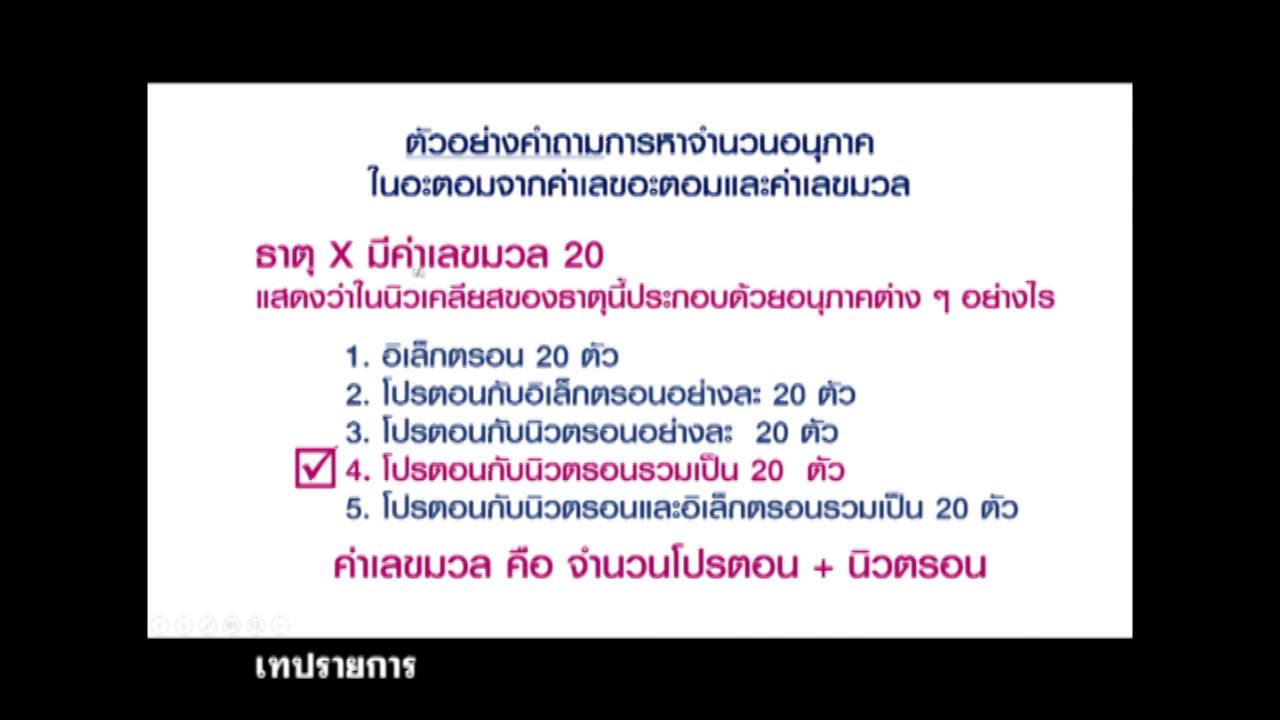 ตัวอย่างคำถามการหาจำนวนอนุภาค
ในอะตอมจากค่าเลขอะตอมและค่าเลขมวล
ธาตุ X มีค่าเลขมวล 20
แสดงว่าในนิวเคลียสของธาตุนี้ประกอบด้วยอนุภาคต่าง ๆ อย่างไร
1. อิเล็กตรอน 20 ตัว
2. โปรตอนกับอิเล็กตรอนอย่างละ 20 ตัว
3. โปรตอนกับนิวตรอนอย่างละ 20 ตัว
4. โปรตอนกับนิวตรอนรวมเป็น 20 ตัว
5. โปรตอนกับนิวตรอนและอิเล็กตรอนรวมเป็น 20 ตัว
ค่าเลขมวล คือ จำนวนโปรตอน + นิวตรอน
เทปรายการ